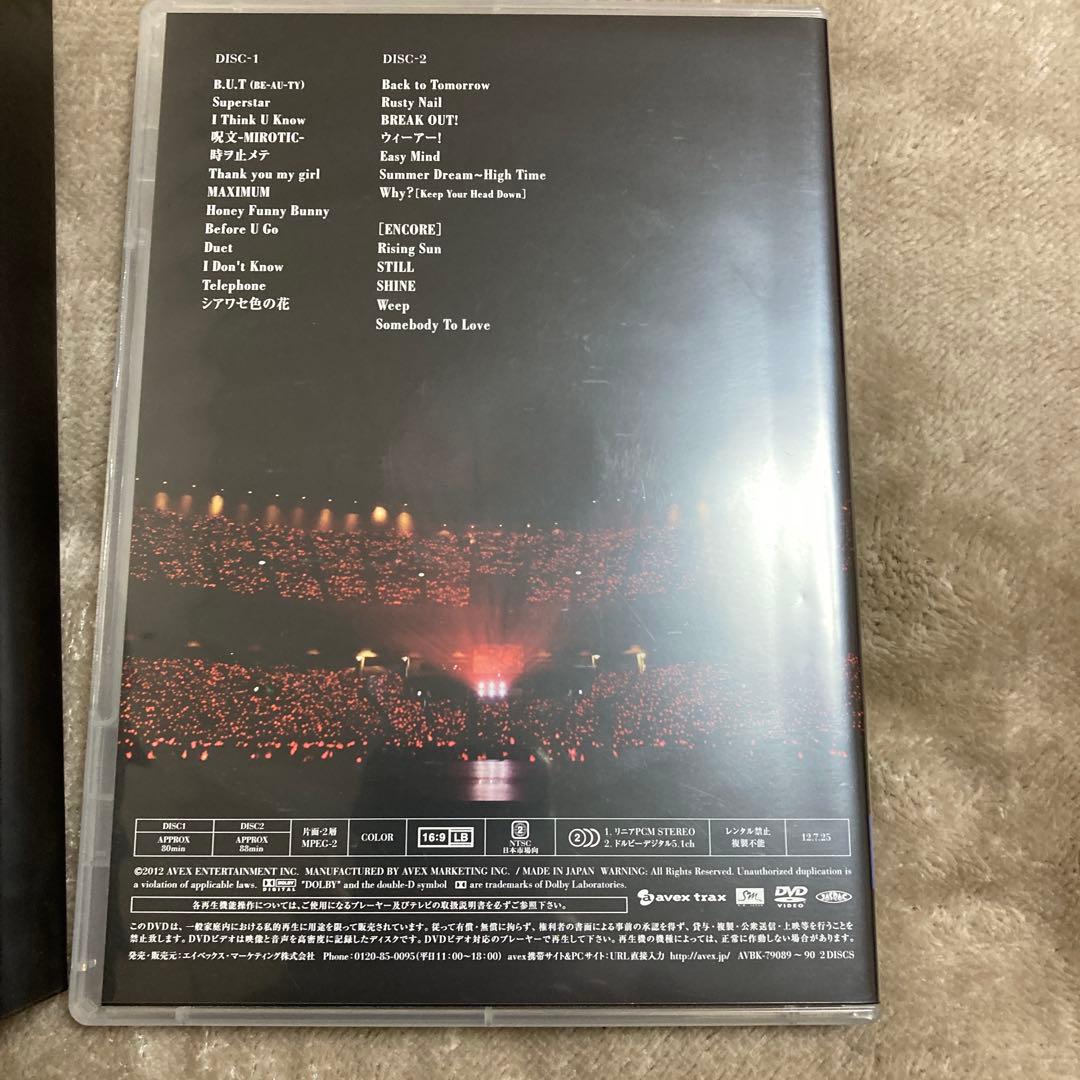 DISC-1
B.U.T (BE-AU-TY)
Superstar
I Think U Know
呪文-MIROTIC-
時ヲ止メテ
Thank you my girl
MAXIMUM
Honey Funny Bunny
Before U Go
Duet
I Don't Know
Telephone
シアワセ色の花
DISC-2
Back to Tomorrow
Rusty Nail
BREAK OUT!
ウィーアー!
Easy Mind
Summer Dream~High Time
Why?[Keep Your Head Down]
[ENCORE]
Rising Sun
STILL
SHINE
Weep
Somebody To Love
DISC1
APPROX
80min
DISC2
APPROX
88min
片面・2層
MPEG-2
COLOR
16:9 LB
2
NTSC
日本市場向
2
1. リニアPCM STEREO
2. ドルビーデジタル5.1ch
レンタル禁止
複製不能
12.7.25
©2012 AVEX ENTERTAINMENT INC. MANUFACTURED BY AVEX MARKETING INC. / MADE IN JAPAN WARNING: All Rights Reserved. Unauthorized duplication is
a violation of applicable laws. DOLBY DIGITAL "DOLBY" and the double-D symbol are trademarks of Dolby Laboratories.
各再生機能操作については、ご使用になるプレーヤー及びテレビの取扱説明書を必ずご参照下さい。
avex trax
SM
DVD VIDEO
このDVDは、一般家庭内における私的再生に用途を限って販売されています。従って有償・無償に拘らず、権利者の書面による事前の承認を得ず、貸与・複製・公衆送信・上映等を行うことを
禁止致します。DVDビデオは映像と音声を高密度に記録したディスクです。DVDビデオ対応のプレーヤーで再生して下さい。再生機の機種によっては、正常に作動しない場合があります。
発売・販売元:エイベックス・マーケティング株式会社 Phone:0120-85-0095(平日11:00~18:00) avex携帯サイト&PCサイト:URL直接入力 http://avex.jp/ AVBK-79089~90 2DISCS